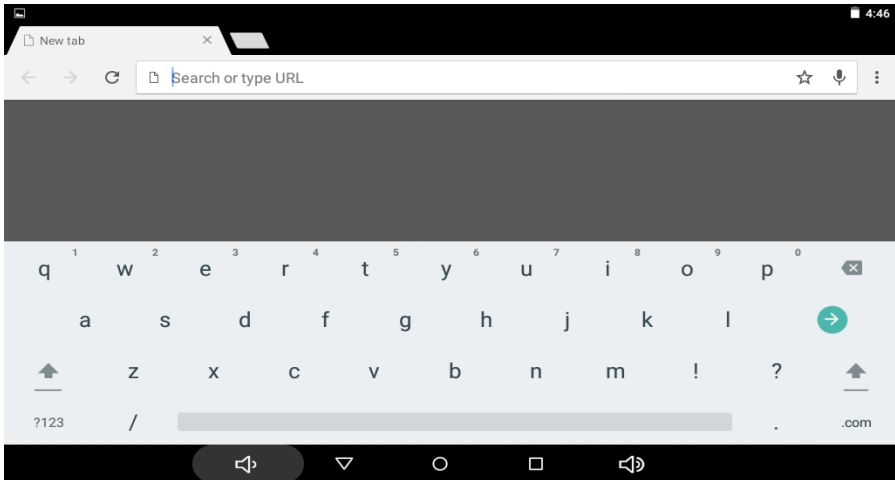 4:46
New tab
Search or type URL
1 2 3 4 5 6 7 8 9 0
q w e r t y u i o p
a s d f g h j k l
z x c v b n m ! ?
?123 / . .com